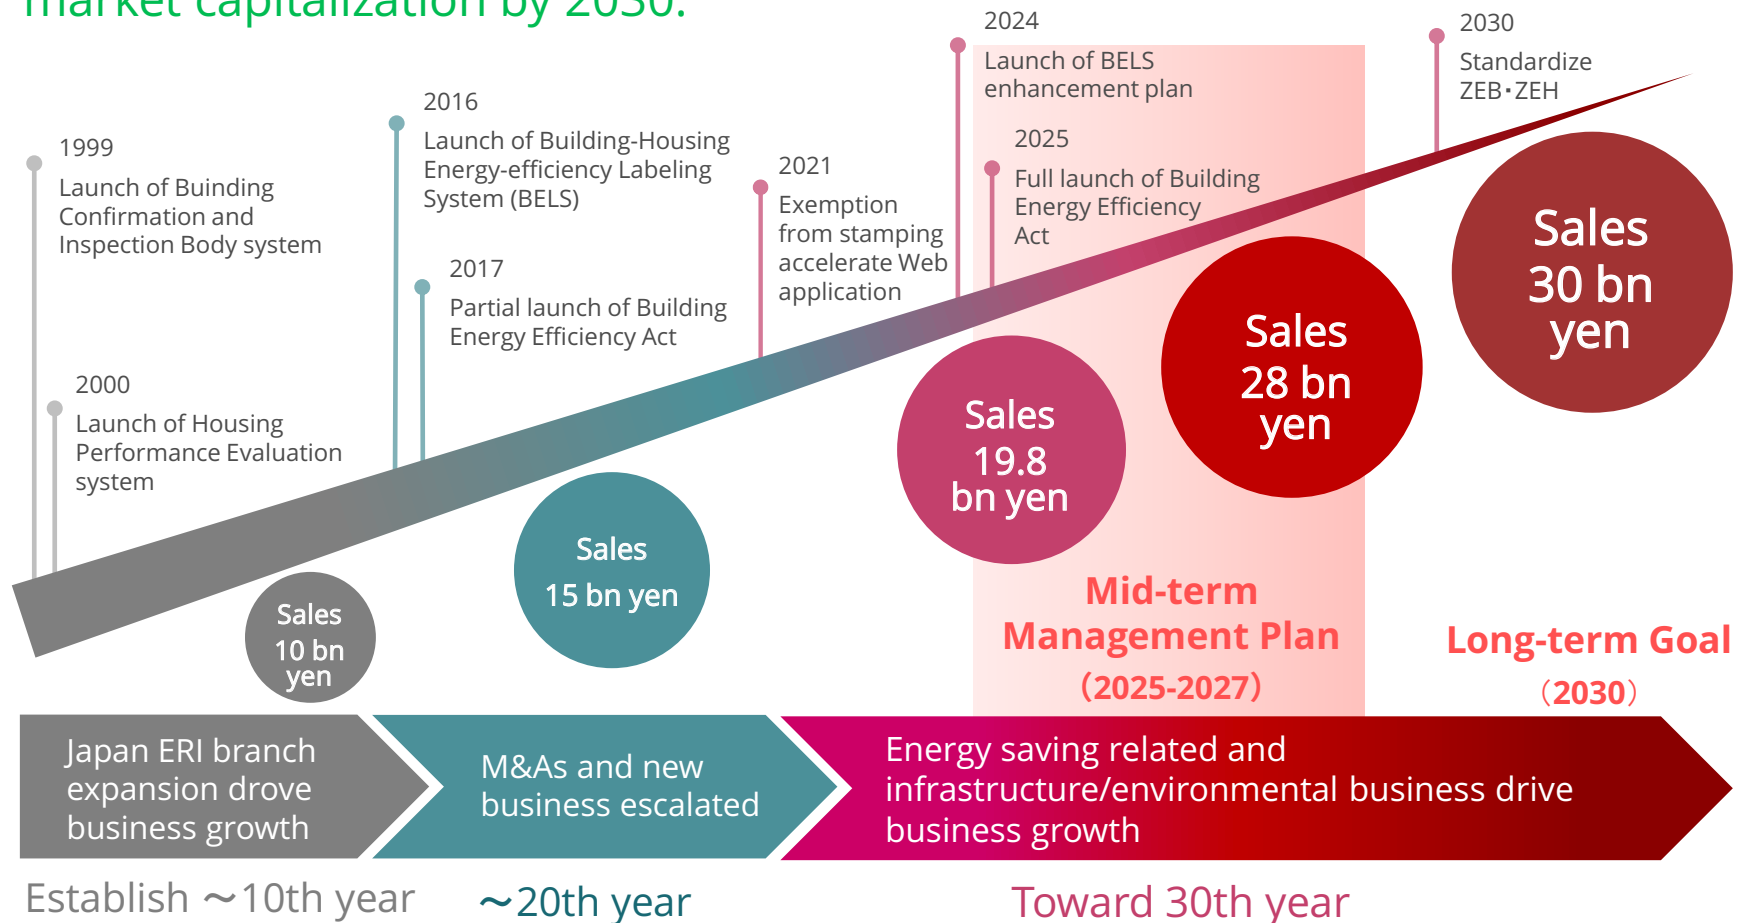 market capitalization by 2030.
1999
Launch of Buinding
Confirmation and
Inspection Body system
2000
Launch of Housing
Performance Evaluation
system
2016
Launch of Building-Housing
Energy-efficiency Labeling
System (BELS)
2017
Partial launch of Building
Energy Efficiency Act
2021
Exemption
from stamping
accelerate Web
application
2024
Launch of BELS
enhancement plan
2025
Full launch of Building
Energy Efficiency
Act
2030
Standardize
ZEB・ZEH
Sales
10 bn
yen
Sales
15 bn yen
Sales
19.8
bn yen
Sales
28 bn
yen
Sales
30 bn
yen
Mid-term
Management Plan
（2025-2027）
Long-term Goal
（2030）
Japan ERI branch
expansion drove
business growth
M&As and new
business escalated
Energy saving related and
infrastructure/environmental business drive
business growth
Establish ～10th year
～20th year
Toward 30th year